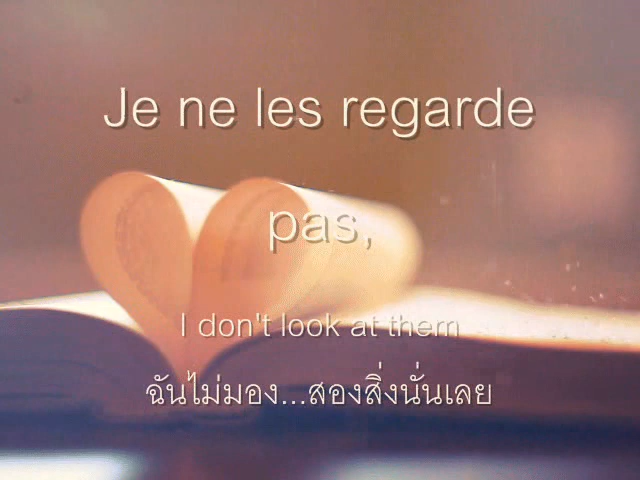 Je ne les regarde
pas,
I don't look at them
ฉันไม่มอง...สองสิ่งนั่นเลย